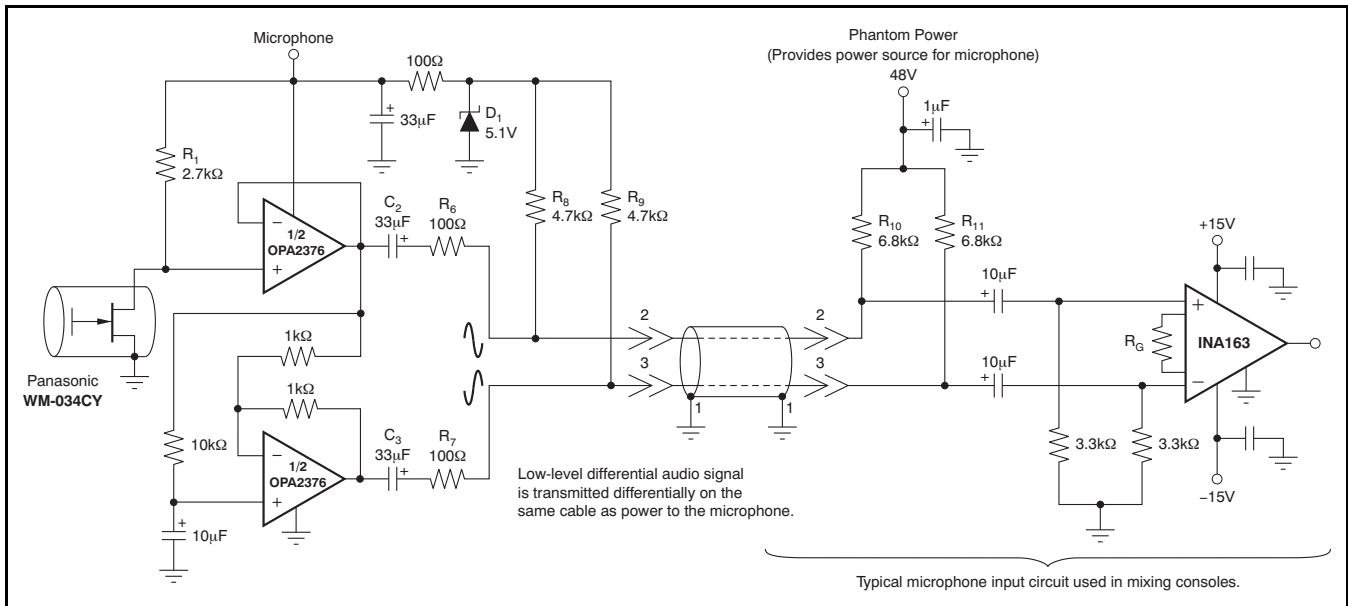 Microphone
100Ω
+
33μF
D1
5.1V
R1
2.7kΩ
−
1/2
OPA2376
+
C2
33μF
+
R6
100Ω
R8
4.7kΩ
R9
4.7kΩ
Panasonic
WM-034CY
1kΩ
1kΩ
10kΩ
−
1/2
OPA2376
+
+
10μF
C3
33μF
+
R7
100Ω
2
3
1
2
3
1
Low-level differential audio signal
is transmitted differentially on the
same cable as power to the microphone.
Phantom Power
(Provides power source for microphone)
48V
1μF
+
R10
6.8kΩ
R11
6.8kΩ
10μF
+
10μF
+
3.3kΩ
3.3kΩ
+15V
+
RG
INA163
−
−15V
Typical microphone input circuit used in mixing consoles.